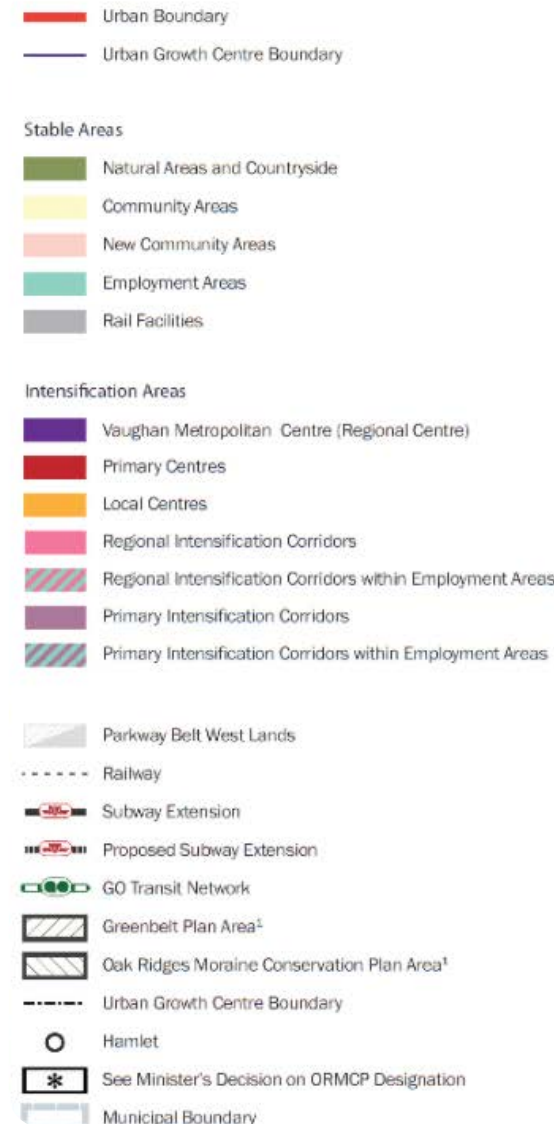 Urban Boundary
Urban Growth Centre Boundary
Stable Areas
Natural Areas and Countryside
Community Areas
New Community Areas
Employment Areas
Rail Facilities
Intensification Areas
Vaughan Metropolitan Centre (Regional Centre)
Primary Centres
Local Centres
Regional Intensification Corridors
Regional Intensification Corridors within Employment Areas
Primary Intensification Corridors
Primary Intensification Corridors within Employment Areas
Parkway Belt West Lands
Railway
Subway Extension
Proposed Subway Extension
GO Transit Network
Greenbelt Plan Area¹
Oak Ridges Moraine Conservation Plan Area¹
Urban Growth Centre Boundary
Hamlet
* See Minister's Decision on ORMCP Designation
Municipal Boundary